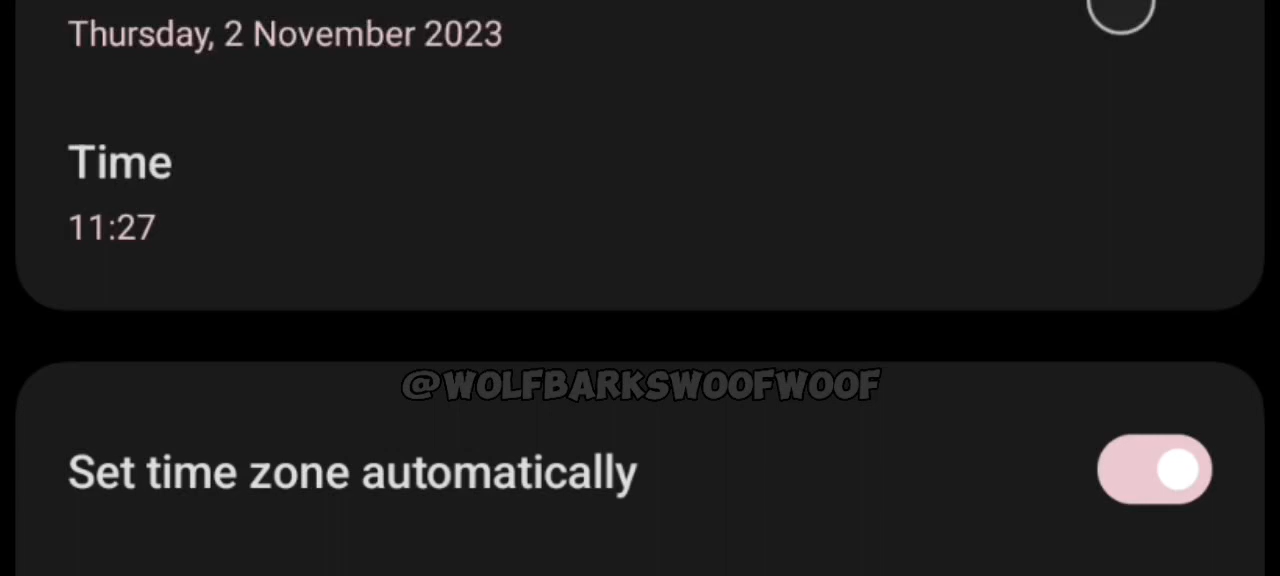 Thursday, 2 November 2023
Time
11:27
@WOLFBARKSWOOFWOOF
Set time zone automatically